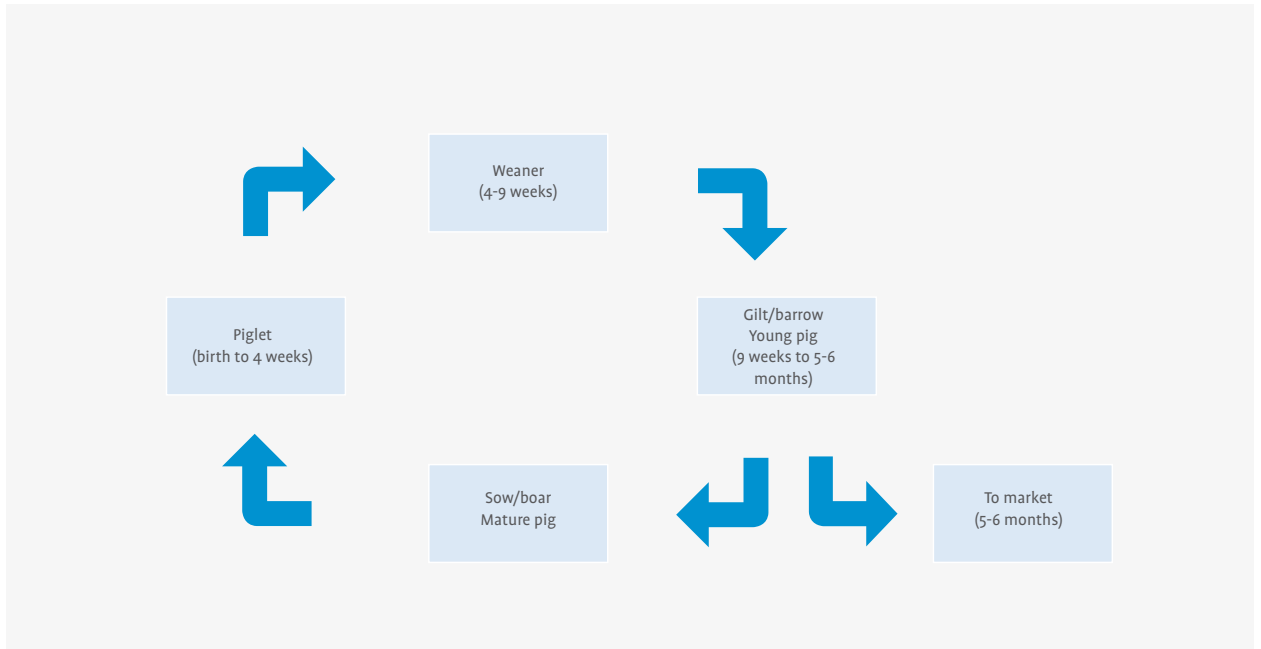 Weaner
(4-9 weeks)
Piglet
(birth to 4 weeks)
Gilt/barrow
Young pig
(9 weeks to 5-6
months)
Sow/boar
Mature pig
To market
(5-6 months)